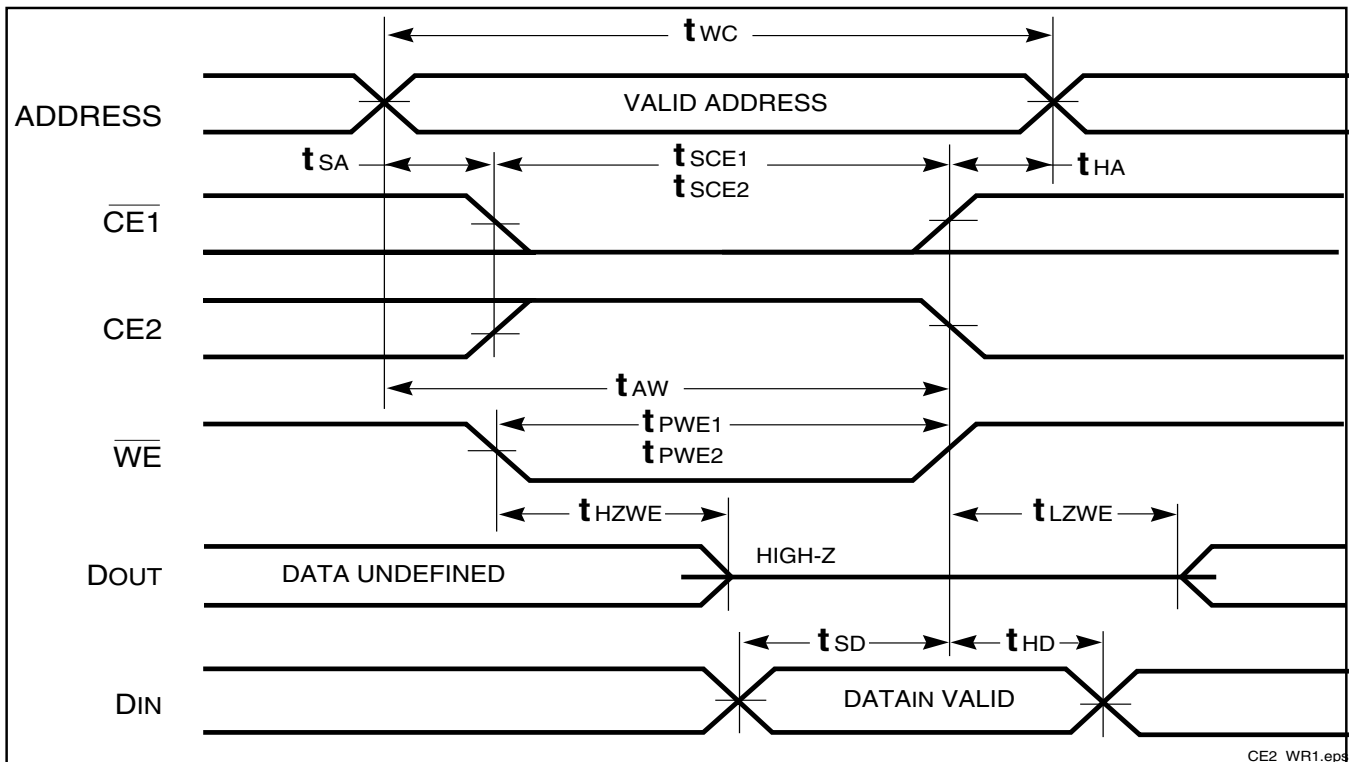 tWC
ADDRESS
VALID ADDRESS
tSA
tSCE1
tSCE2
tHA
CE1
CE2
tAW
tPWE1
tPWE2
WE
tHZWE
tLZWE
DOUT
DATA UNDEFINED
HIGH-Z
tSD
tHD
DIN
DATAIN VALID
CE2_WR1.eps